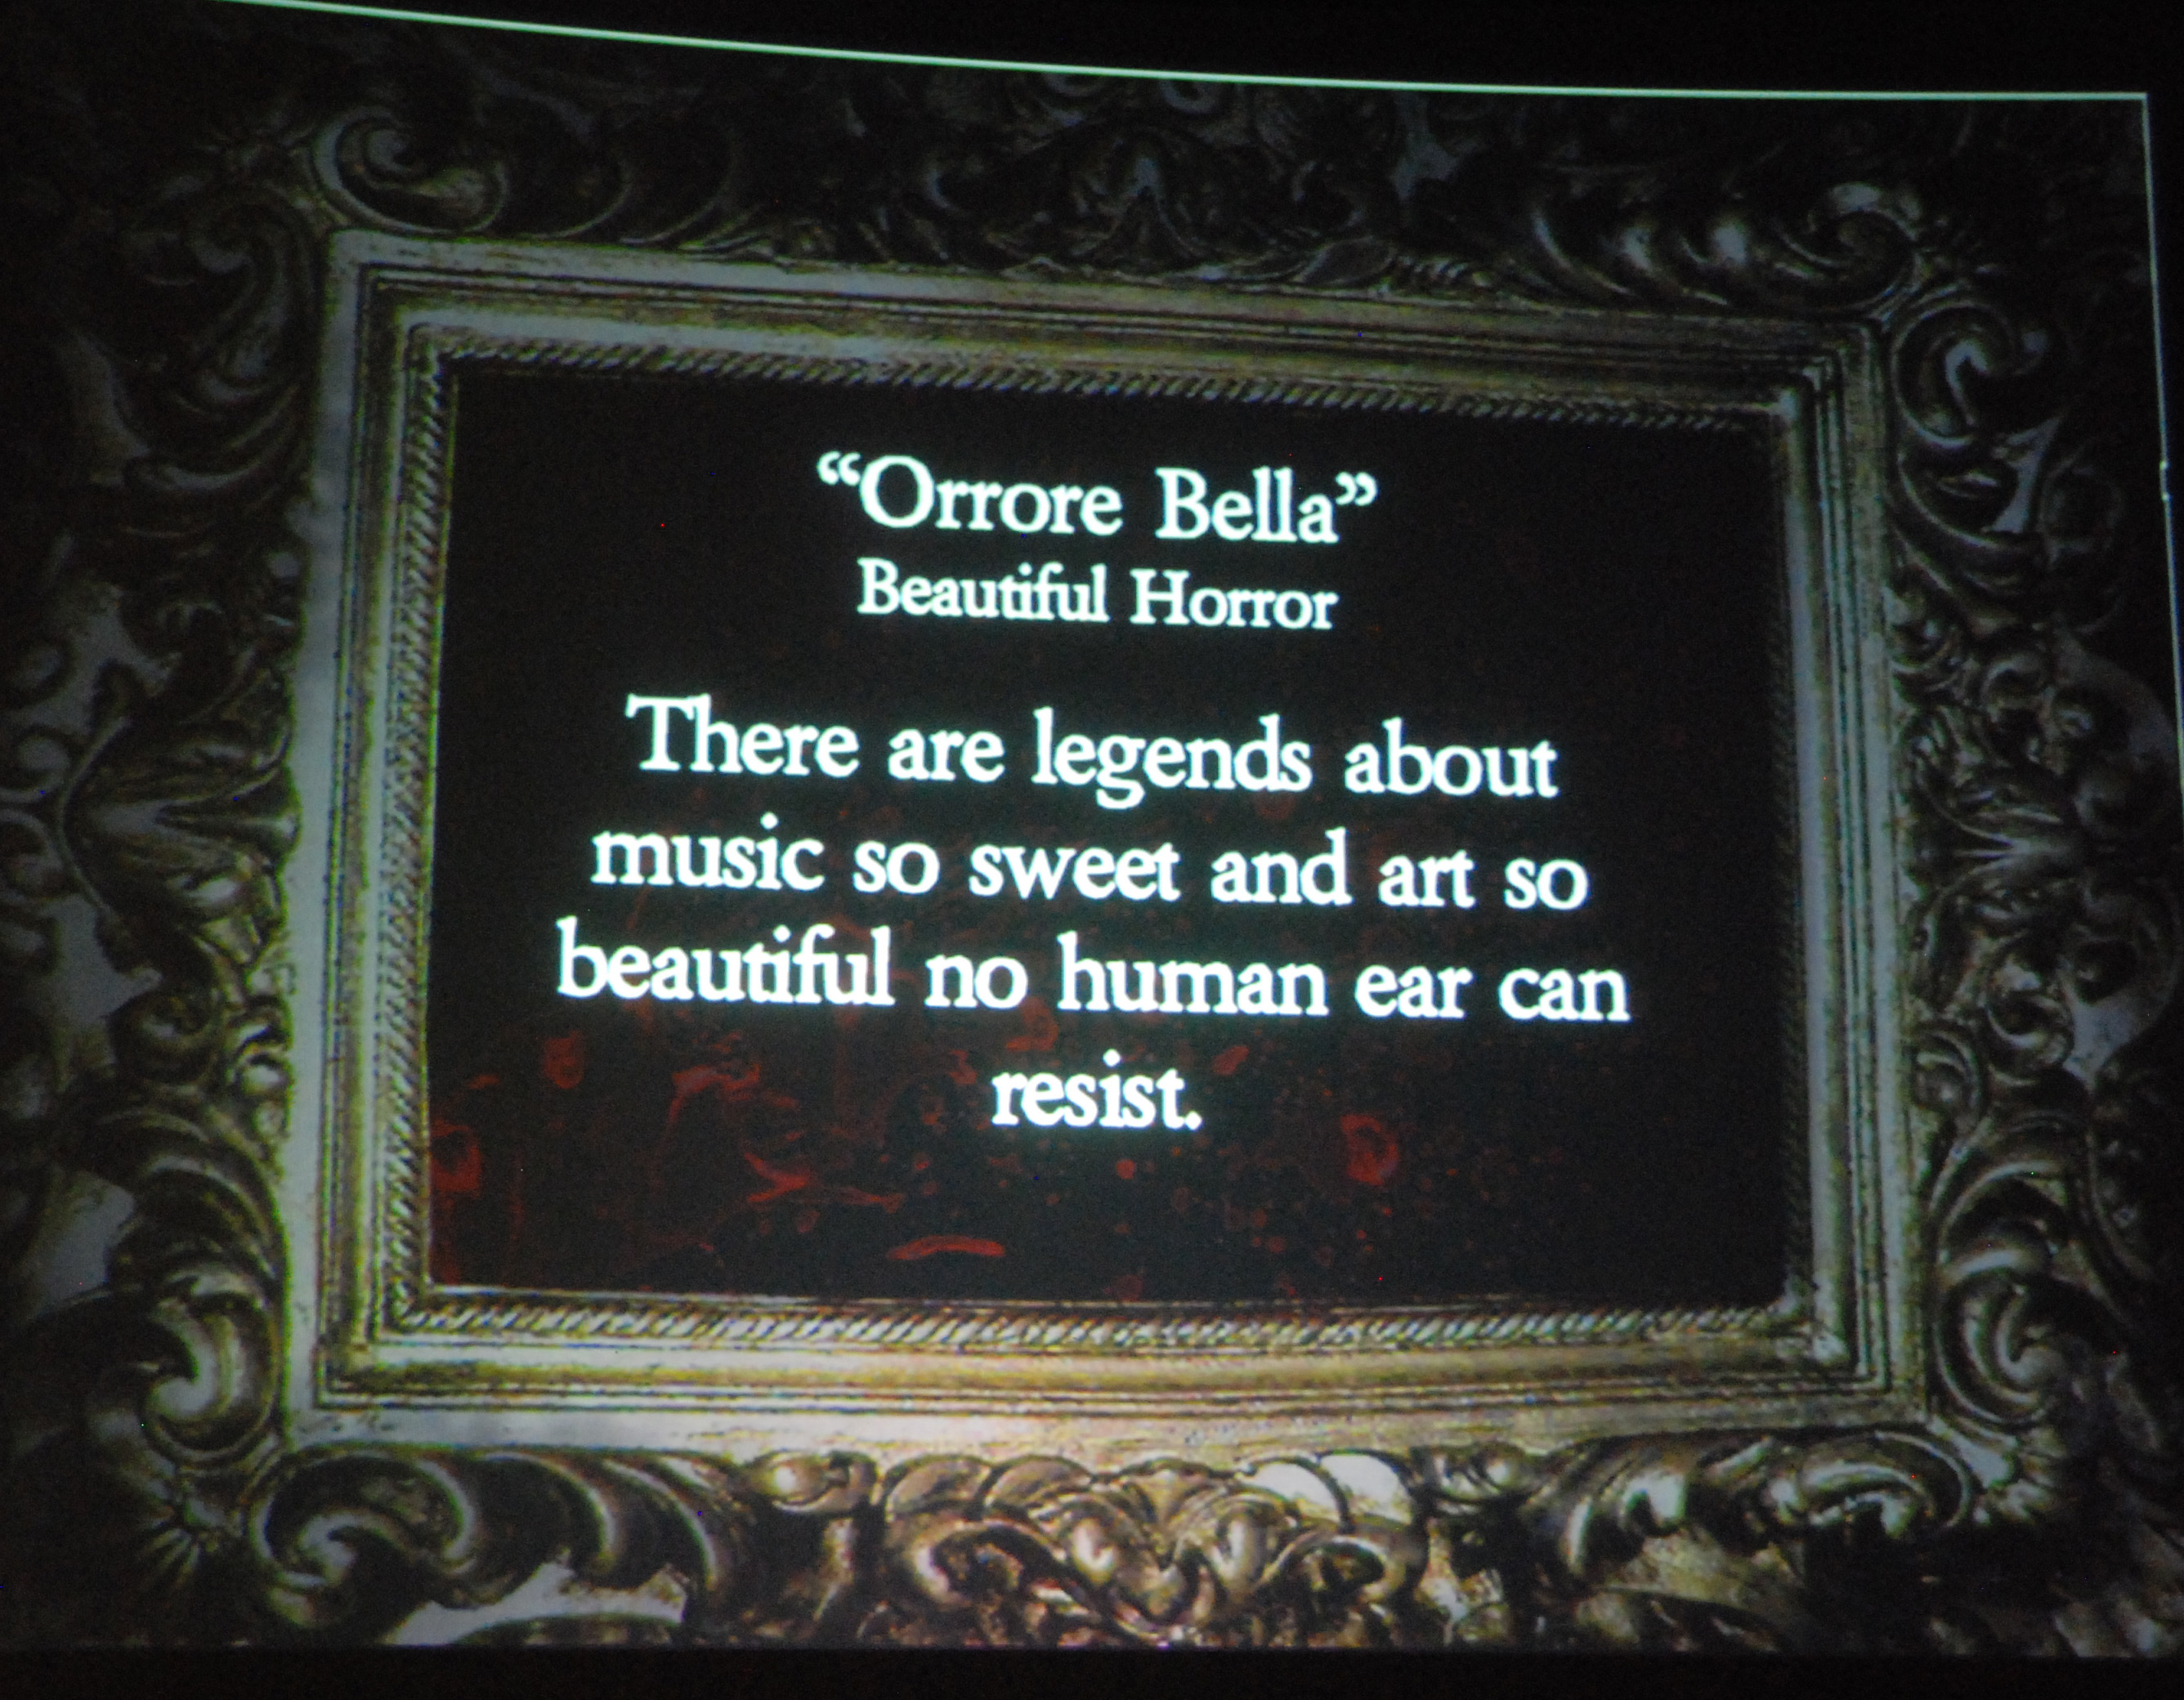 “Orrore Bella”
Beautiful Horror
There are legends about
music so sweet and art so
beautiful no human ear can
resist.